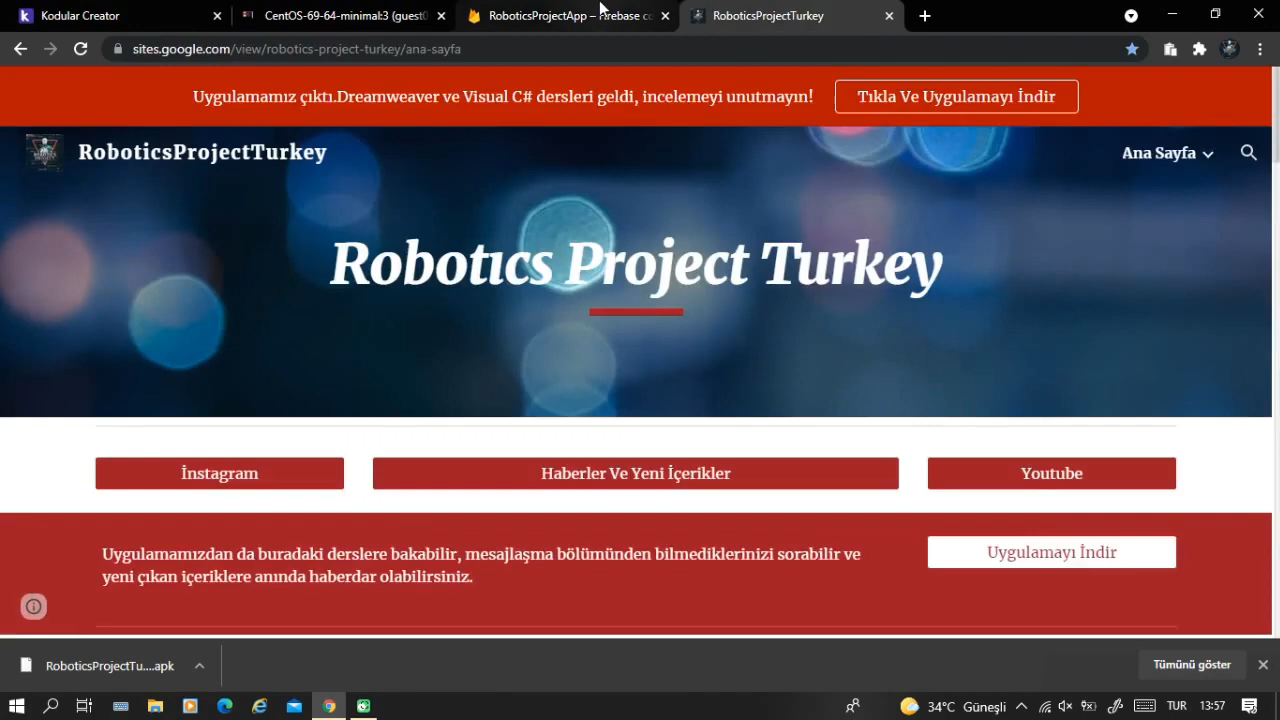 Kodular Creator
CentOS-69-64-minimal:3 (guest0
RoboticsProjectApp – Firebase co
RoboticsProjectTurkey
sites.google.com/view/robotics-project-turkey/ana-sayfa
Uygulamamız çıktı.Dreamweaver ve Visual C# dersleri geldi, incelemeyi unutmayın!
Tıkla Ve Uygulamayı İndir
RoboticsProjectTurkey
Ana Sayfa
Robotıcs Project Turkey
İnstagram
Haberler Ve Yeni İçerikler
Youtube
Uygulamamızdan da buradaki derslere bakabilir, mesajlaşma bölümünden bilmediklerinizi sorabilir ve
yeni çıkan içeriklere anında haberdar olabilirsiniz.
Uygulamayı İndir
RoboticsProjectTu....apk
Tümünü göster
34°C Güneşli
TUR
13:57